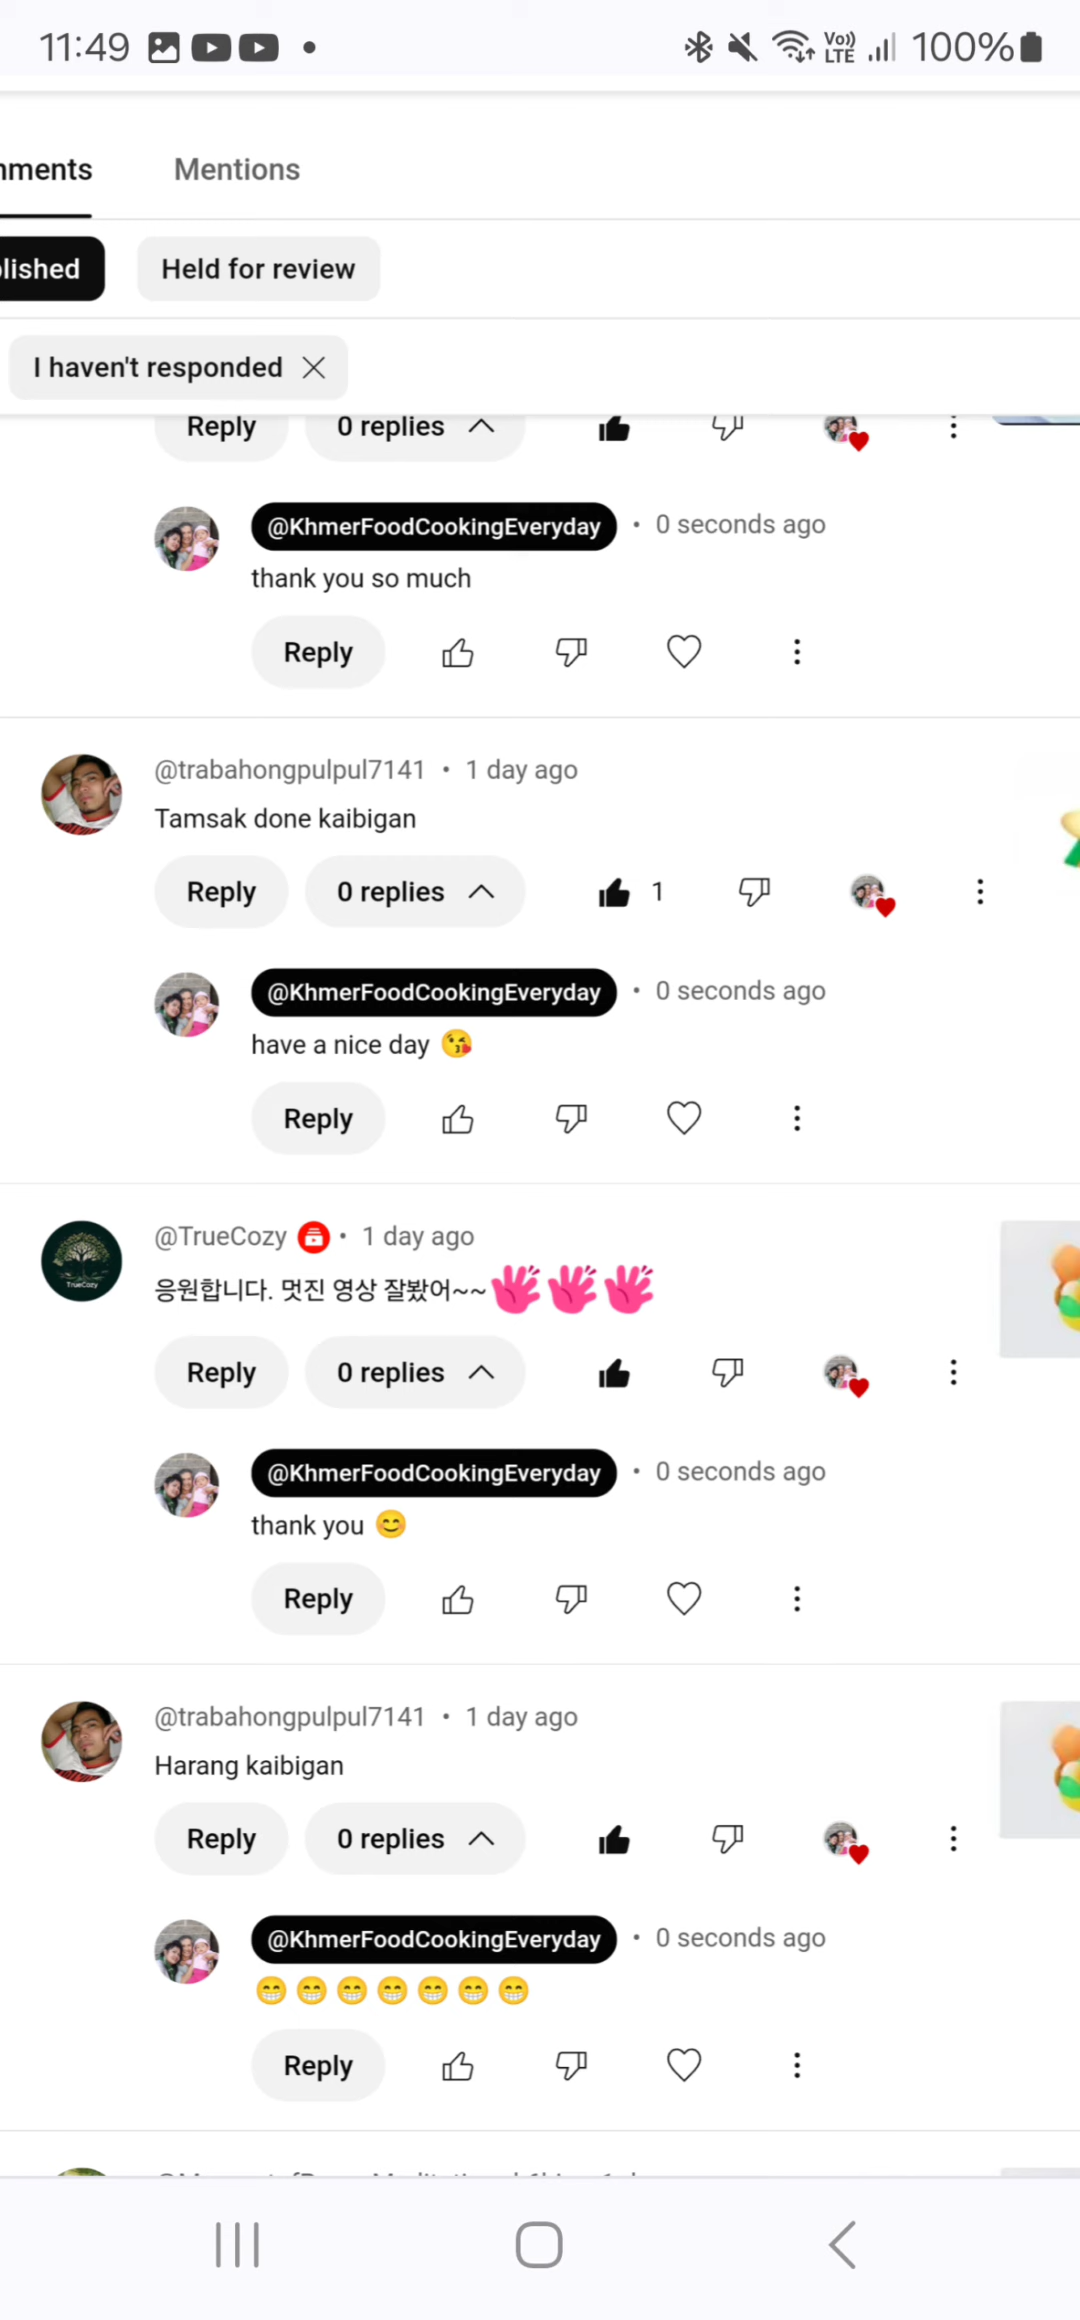 11:49 Vo)) LTE 100%
nments Mentions
lished Held for review
I haven't responded
Reply 0 replies
@KhmerFoodCookingEveryday • 0 seconds ago
thank you so much
Reply
@trabahongpulpul7141 • 1 day ago
Tamsak done kaibigan
Reply 0 replies 1
@KhmerFoodCookingEveryday • 0 seconds ago
have a nice day 😘
Reply
@TrueCozy • 1 day ago
TrueCozy
응원합니다. 멋진 영상 잘봤어~~
Reply 0 replies
@KhmerFoodCookingEveryday • 0 seconds ago
thank you 😊
Reply
@trabahongpulpul7141 • 1 day ago
Harang kaibigan
Reply 0 replies
@KhmerFoodCookingEveryday • 0 seconds ago
😁😁😁😁😁😁😁
Reply